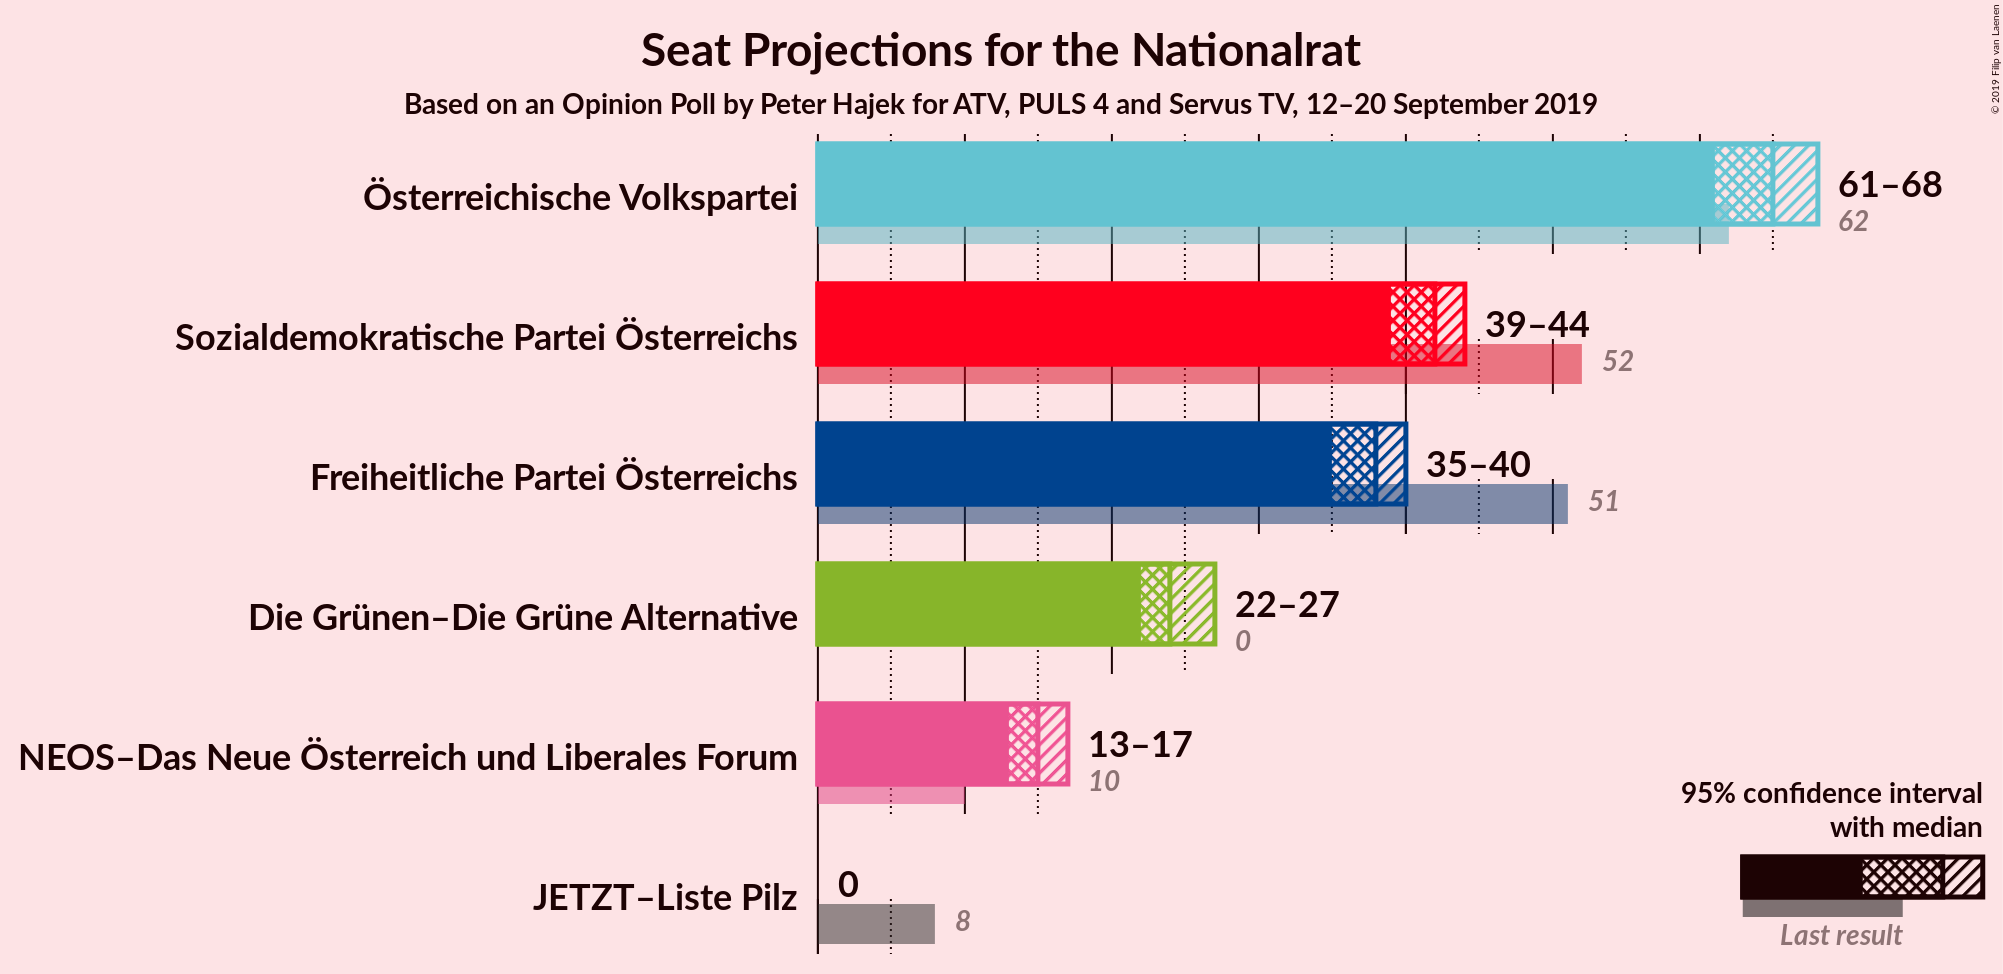 Seat Projections for the Nationalrat
Based on an Opinion Poll by Peter Hajek for ATV, PULS 4 and Servus TV, 12–20 September 2019
© 2019 Filip van Laenen
Österreichische Volkspartei
61–68
62
Sozialdemokratische Partei Österreichs
39–44
52
Freiheitliche Partei Österreichs
35–40
51
Die Grünen–Die Grüne Alternative
22–27
0
NEOS–Das Neue Österreich und Liberales Forum
13–17
10
JETZT–Liste Pilz
0
8
95% confidence interval
with median
Last result